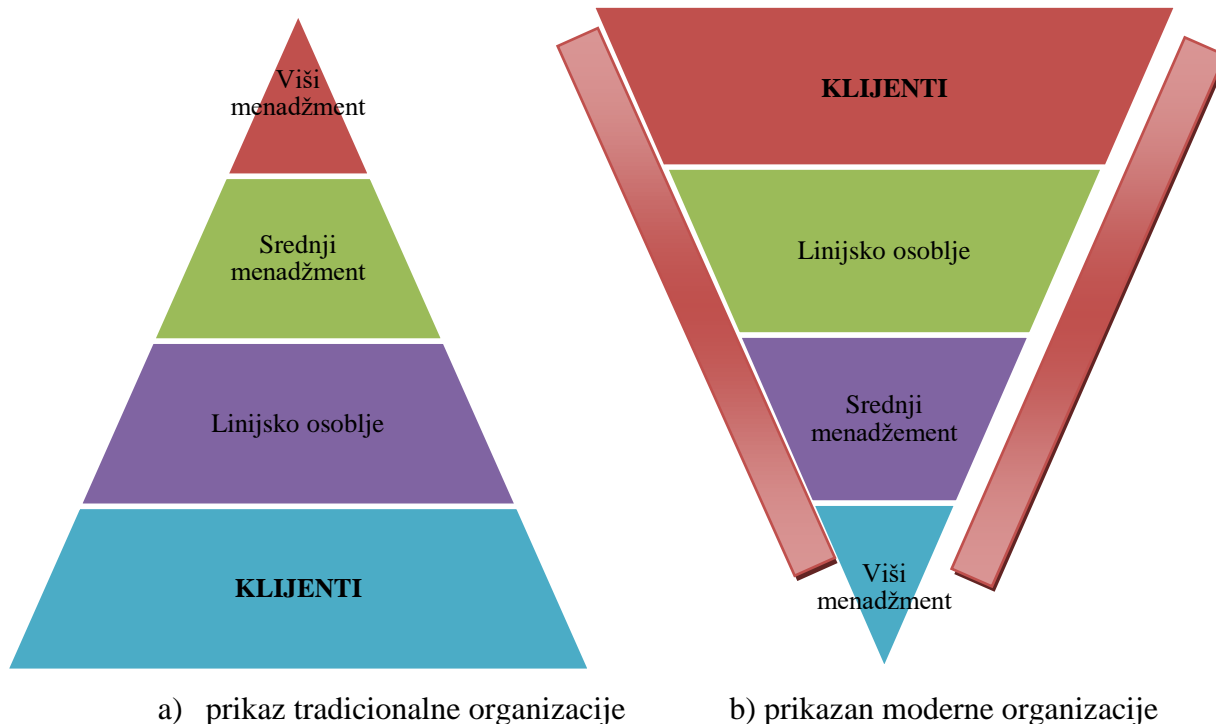 Viši
menadžment
Srednji
menadžment
Linijsko osoblje
KLIJENTI
KLIJENTI
Linijsko osoblje
Srednji
menadžement
Viši
menadžment
a) prikaz tradicionalne organizacije
b) prikazan moderne organizacije